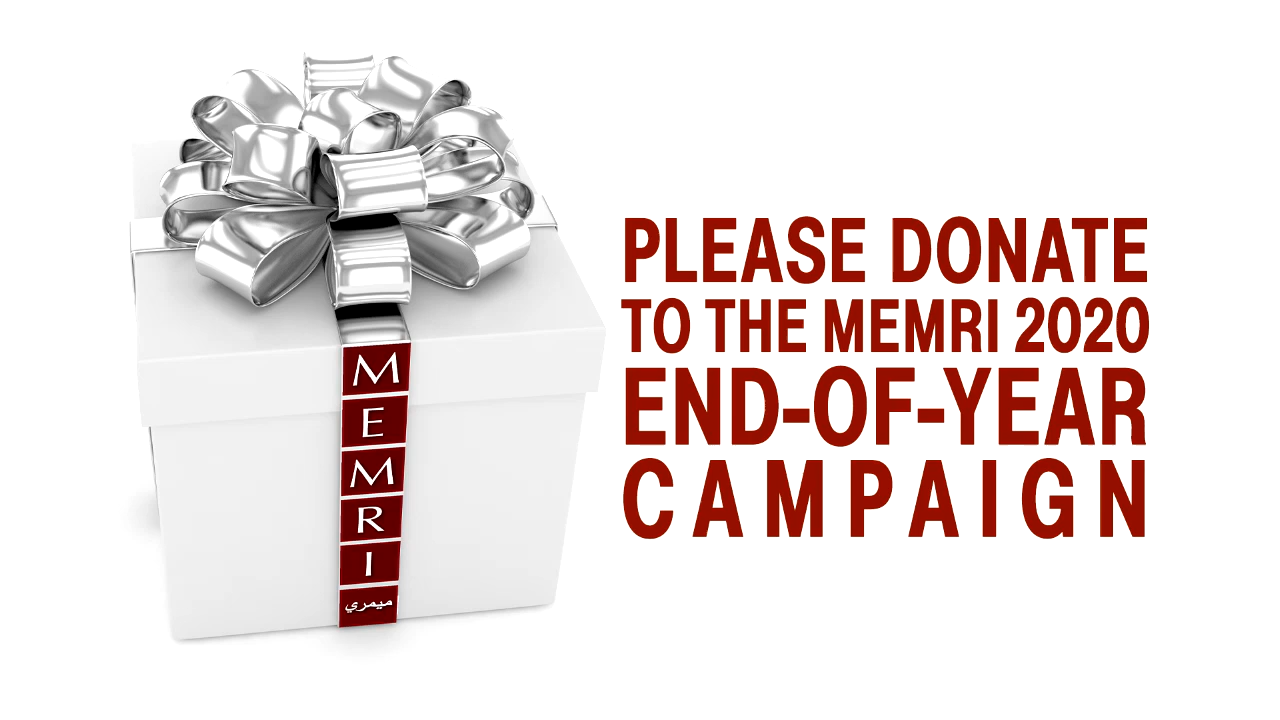 M
E
M
R
I
ميمري
PLEASE DONATE
TO THE MEMRI 2020
END-OF-YEAR
CAMPAIGN